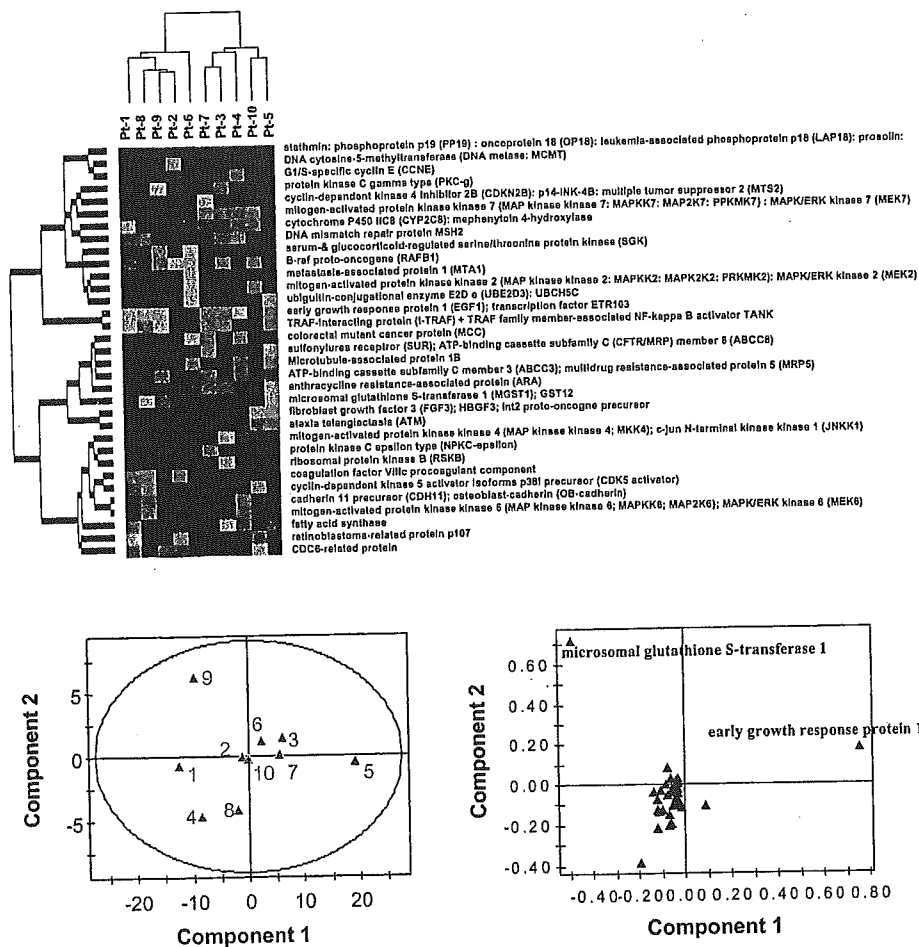 Pt-1 Pt-8 Pt-9 Pt-2 Pt-6 Pt-7 Pt-3 Pt-4 Pt-10 Pt-5
stathmin: phosphoprotein p19 (PP19) : oncoprotein 18 (OP18): leukemia-associated phosphoprotein p18 (LAP18): prosolin:
DNA cytosine-5-methyltransferase (DNA metase: MCMT)
G1/S-specific cyclin E (CCNE)
protein kinase C gamma type (PKC-g)
cyclin-dependent kinase 4 inhibitor 2B (CDKN2B): p14-INK-4B: multiple tumor suppressor 2 (MTS2)
mitogen-activated protein kinase 7 (MAP kinase kinase 7: MAPKK7: MAP2K7: PPKMK7) : MAPK/ERK kinase 7 (MEK7)
cytochrome P450 IIC8 (CYP2C8): mephenytoin 4-hydroxylase
DNA mismatch repair protein MSH2
serum-& glucocorticoid-regulated serine/threonine protein kinase (SGK)
B-raf proto-oncogene (RAFB1)
metastasis-associated protein 1 (MTA1)
mitogen-activated protein kinase 2 (MAP kinase kinase 2: MAPKK2: MAPK2K2: PRKMK2): MAPK/ERK kinase 2 (MEK2)
ubiguitin-conjugational enzyme E2D e (UBE2D3): UBCH5C
early growth response protein 1 (EGF1); transcription factor ETR103
TRAF-interacting protein (I-TRAF) + TRAF family member-associated NF-kappa B activator TANK
colorectal mutant cancer protein (MCC)
sulfonylures receptror (SUR); ATP-binding cassette subfamily C (CFTR/MRP) member 8 (ABCC8)
Microtubule-associated protein 1B
ATP-binding cassette subfamily C member 3 (ABCC3); multidrug resistance-associated protein 5 (MRP5)
anthracycline resistance-associated protein (ARA)
microsomal glutathione S-transferase 1 (MGST1); GST12
fibroblast growth factor 3 (FGF3); HBGF3; Int2 proto-oncogne precursor
ataxia telangiectasia (ATM)
mitogen-activated protein kinase 4 (MAP kinase kinase 4; MKK4); c-jun N-terminal kinase kinase 1 (JNKK1)
protein kinase C epsilon type (NPKC-epsilon)
ribosomal protein kinase B (RSKB)
coagulation factor VIIIc procoagulant component
cyclin-dependent kinase 5 activator isoforms p38I precursor (CDK5 activator)
cadherin 11 precursor (CDH11); osteoblast-cadherin (OB-cadherin)
mitogen-activated protein kinase 6 (MAP kinase kinase 6; MAPKK6; MAP2K6); MAPK/ERK kinase 6 (MEK6)
fatty acid synthase
retinoblastoma-related protein p107
CDC6-related protein
Component 2
5
0
-5
9
6
3
2
1
10
7
5
4
8
-20 -10 0 10 20
Component 1
Component 2
0.60
0.40
0.20
0.00
-0.20
-0.40
microsomal glutathione S-transferase 1
early growth response protein 1
-0.40 -0.20 0.00 0.20 0.40 0.60 0.80
Component 1